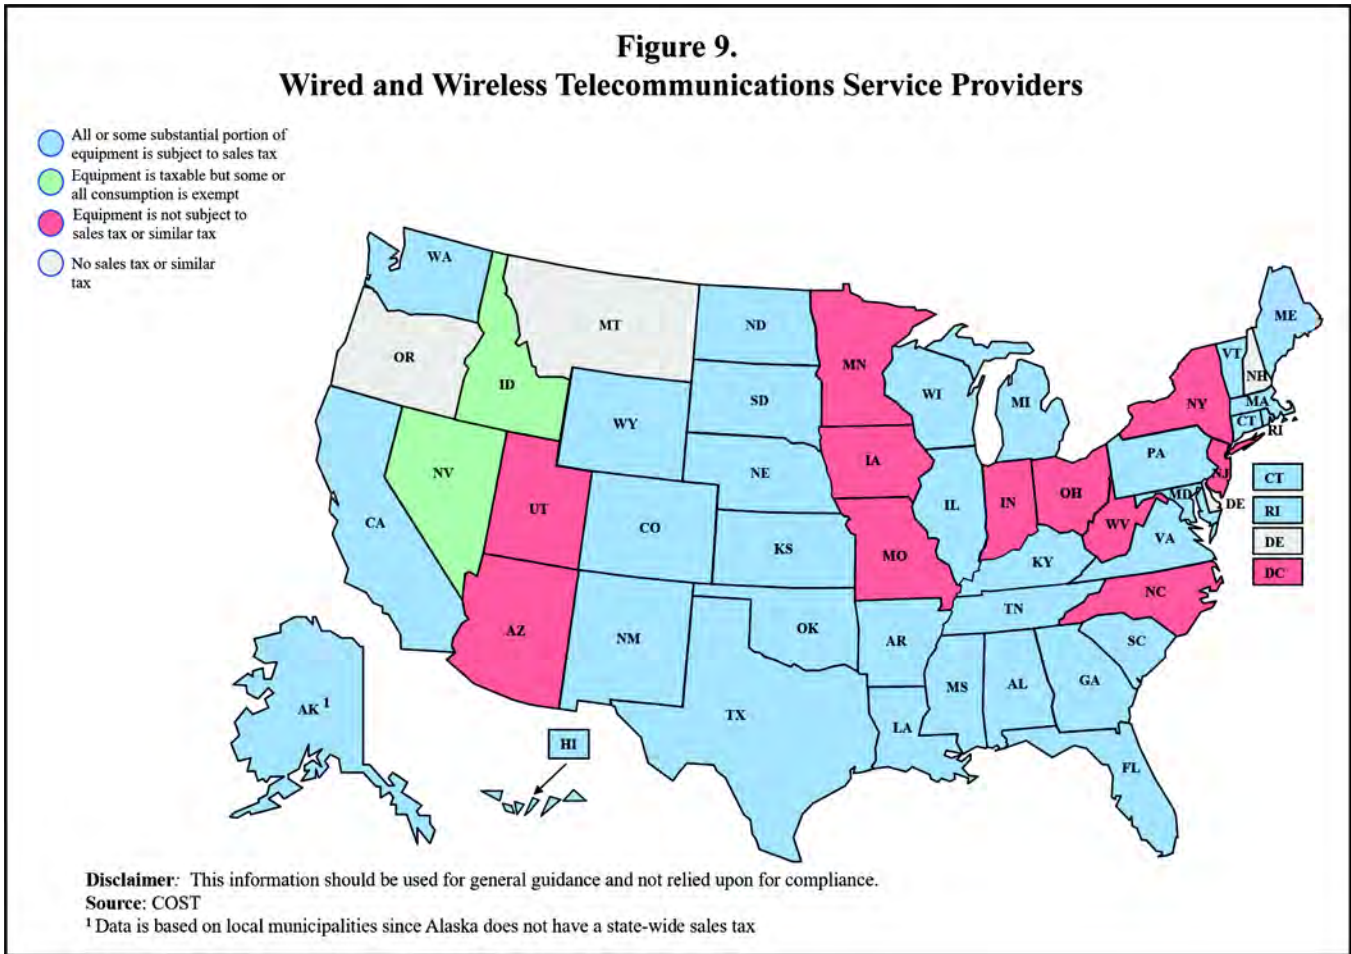 Figure 9.
Wired and Wireless Telecommunications Service Providers
All or some substantial portion of
equipment is subject to sales tax
Equipment is taxable but some or
all consumption is exempt
Equipment is not subject to
sales tax or similar tax
No sales tax or similar
tax
WA
MT
ND
MN
ME
OR
ID
SD
WI
MI
VT
NH
NY
MA
CT
RI
WY
NV
UT
CO
NE
IA
IL
IN
OH
PA
NJ
MD
DE
CT
RI
DE
DC
CA
KS
MO
KY
WV
VA
AZ
NM
OK
AR
TN
NC
SC
TX
LA
MS
AL
GA
FL
AK 1
HI
Disclaimer: This information should be used for general guidance and not relied upon for compliance.
Source: COST
1 Data is based on local municipalities since Alaska does not have a state-wide sales tax